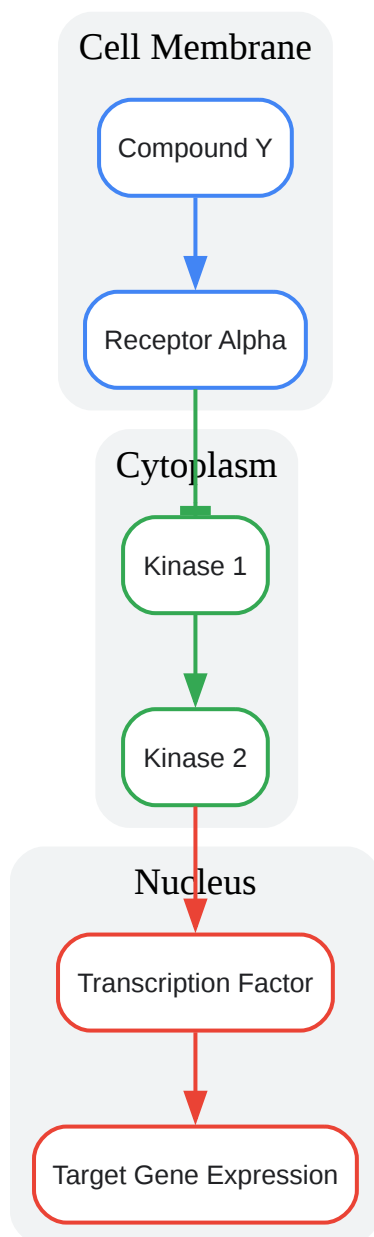 Cell Membrane
Compound Y
Receptor Alpha
Cytoplasm
Kinase 1
Kinase 2
Nucleus
Transcription Factor
Target Gene Expression